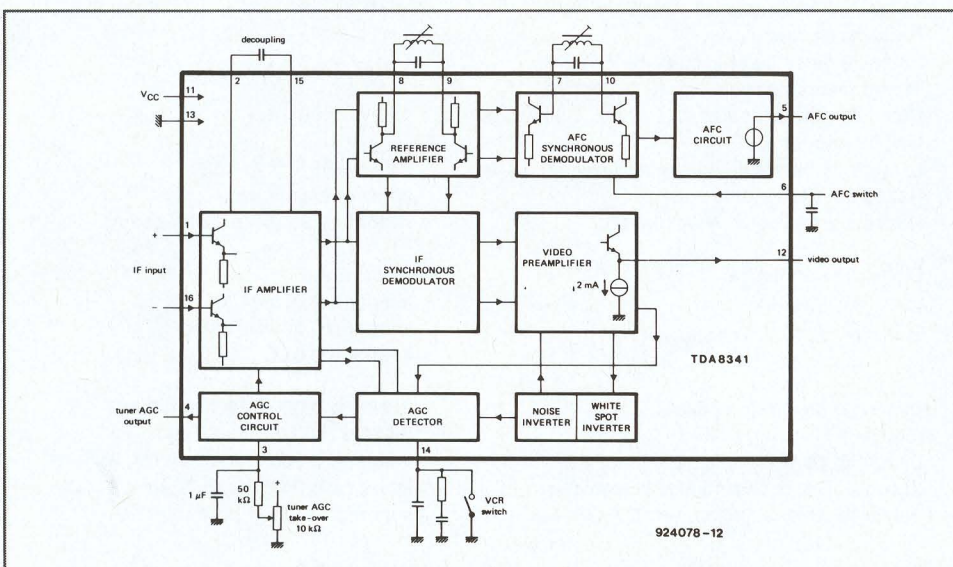 decoupling
2
15
8
9
7
10
VCC
11
13
REFERENCE
AMPLIFIER
AFC
SYNCHRONOUS
DEMODULATOR
AFC
CIRCUIT
5
AFC output
6
AFC switch
1
IF input
16
IF AMPLIFIER
IF
SYNCHRONOUS
DEMODULATOR
VIDEO
PREAMPLIFIER
2 mA
12
video output
TDA8341
tuner AGC
output
4
AGC
CONTROL
CIRCUIT
AGC
DETECTOR
NOISE
INVERTER
WHITE
SPOT
INVERTER
3
14
1 µF
50
kΩ
+
tuner AGC
take-over
10 kΩ
VCR
switch
924078-12